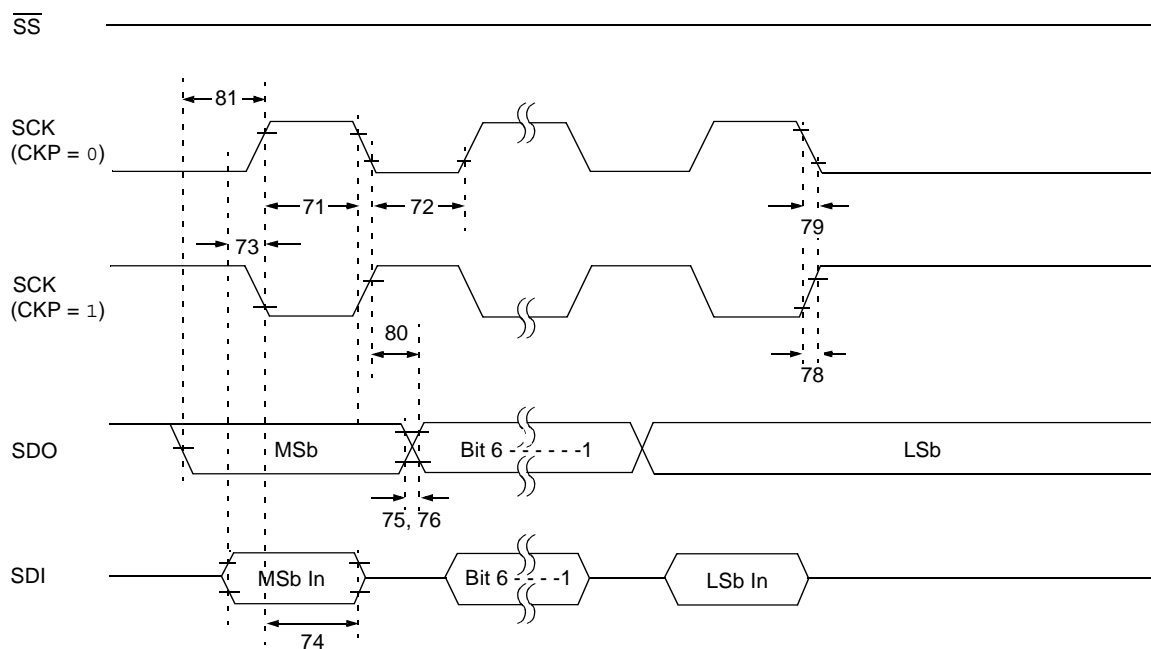 SS
81
SCK
(CKP = 0)
71
72
79
73
SCK
(CKP = 1)
80
78
SDO
MSb
Bit 6 - - - - - -1
LSb
75, 76
SDI
MSb In
Bit 6 - - - - -1
LSb In
74